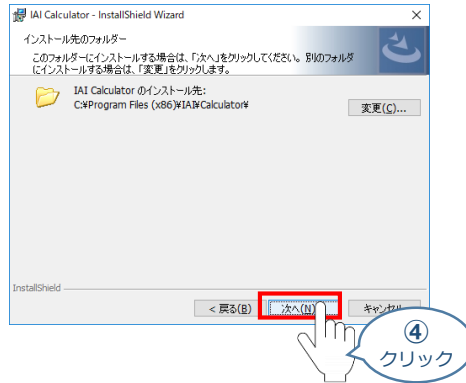 IAI Calculator - InstallShield Wizard
インストール先のフォルダー
このフォルダーにインストールする場合は、「次へ」をクリックしてください。別のフォルダ
にインストールする場合は、「変更」をクリックします。
IAI Calculator のインストール先:
C:¥Program Files (x86)¥IAI¥Calculator¥
変更(C)...
InstallShield
< 戻る(B)
次へ(N)
キャンセル
④
クリック